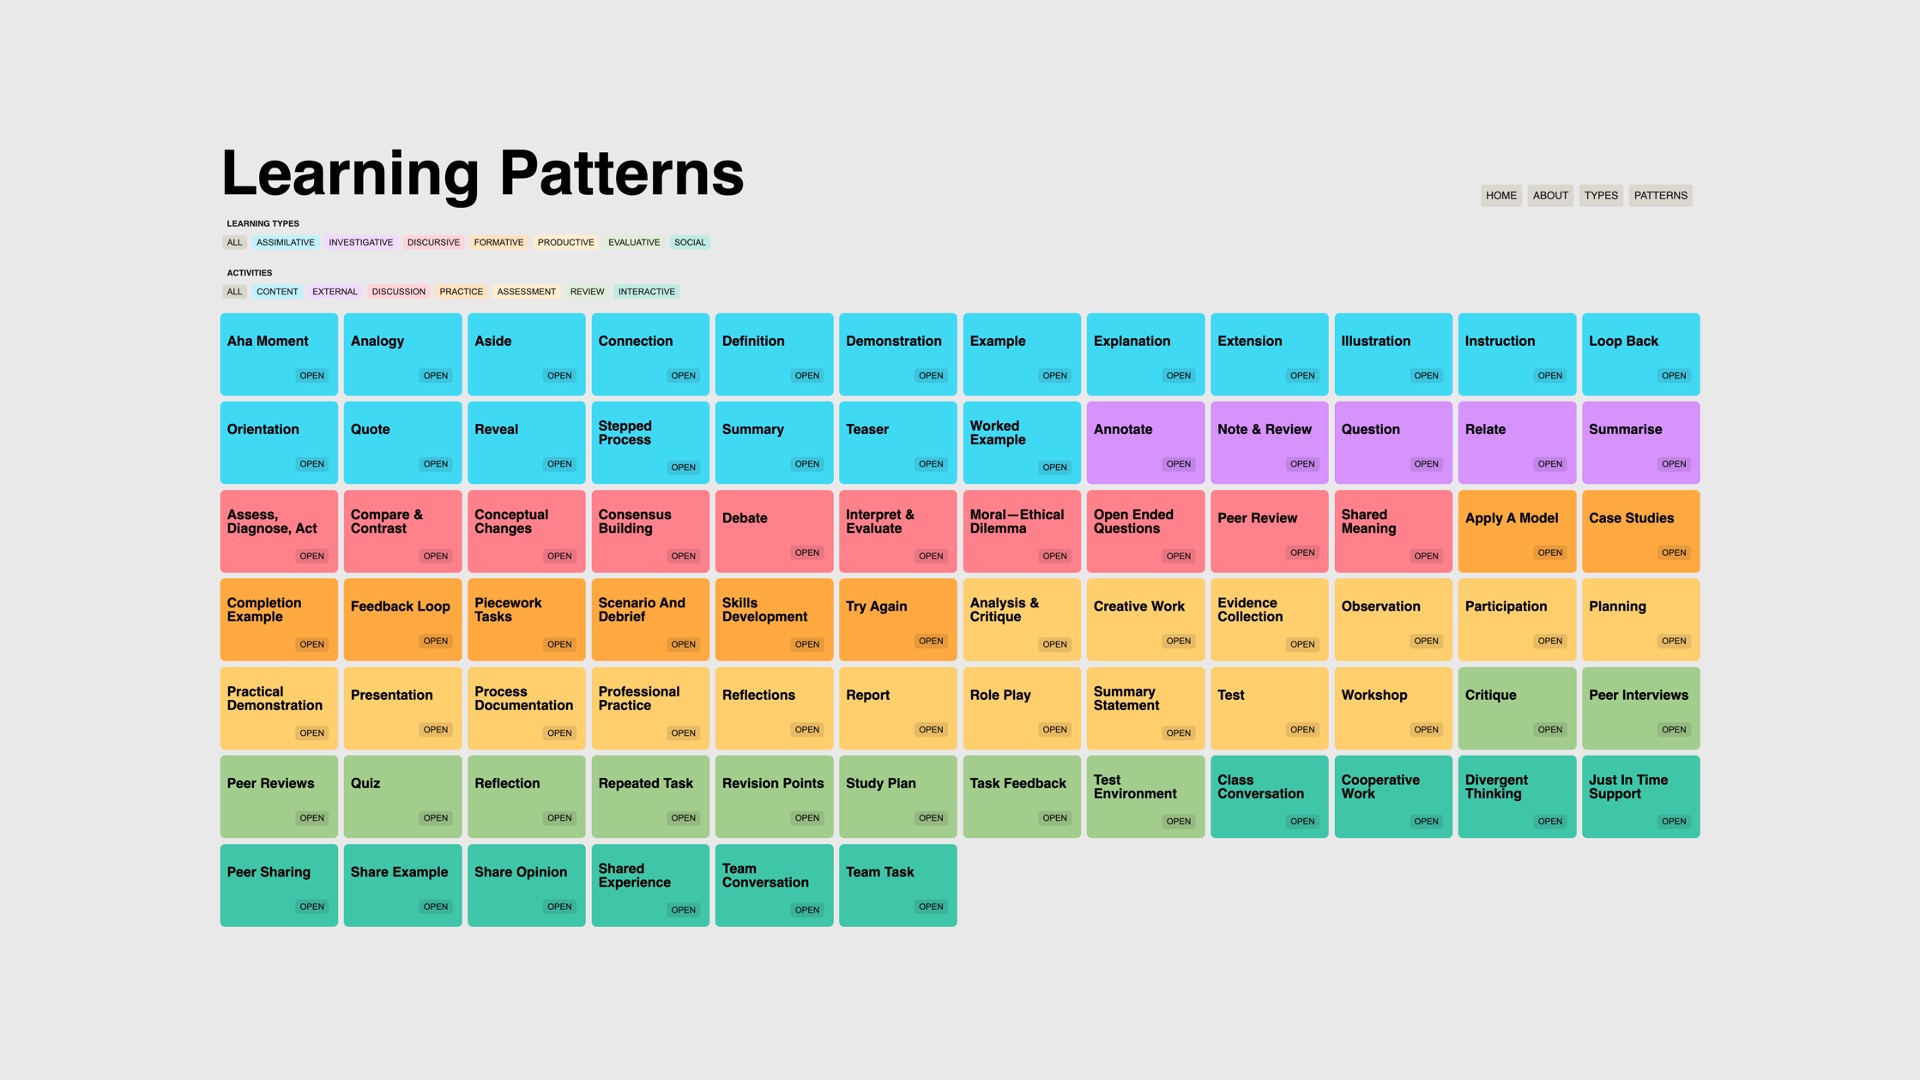 Learning Patterns
HOME ABOUT TYPES PATTERNS
LEARNING TYPES
ALL ASSIMILATIVE INVESTIGATIVE DISCURSIVE FORMATIVE PRODUCTIVE EVALUATIVE SOCIAL
ACTIVITIES
ALL CONTENT EXTERNAL DISCUSSION PRACTICE ASSESSMENT REVIEW INTERACTIVE
Aha Moment
OPEN
Analogy
OPEN
Aside
OPEN
Connection
OPEN
Definition
OPEN
Demonstration
OPEN
Example
OPEN
Explanation
OPEN
Extension
OPEN
Illustration
OPEN
Instruction
OPEN
Loop Back
OPEN
Orientation
OPEN
Quote
OPEN
Reveal
OPEN
Stepped
Process
OPEN
Summary
OPEN
Teaser
OPEN
Worked
Example
OPEN
Annotate
OPEN
Note & Review
OPEN
Question
OPEN
Relate
OPEN
Summarise
OPEN
Assess,
Diagnose, Act
OPEN
Compare &
Contrast
OPEN
Conceptual
Changes
OPEN
Consensus
Building
OPEN
Debate
OPEN
Interpret &
Evaluate
OPEN
Moral—Ethical
Dilemma
OPEN
Open Ended
Questions
OPEN
Peer Review
OPEN
Shared
Meaning
OPEN
Apply A Model
OPEN
Case Studies
OPEN
Completion
Example
OPEN
Feedback Loop
OPEN
Piecework
Tasks
OPEN
Scenario And
Debrief
OPEN
Skills
Development
OPEN
Try Again
OPEN
Analysis &
Critique
OPEN
Creative Work
OPEN
Evidence
Collection
OPEN
Observation
OPEN
Participation
OPEN
Planning
OPEN
Practical
Demonstration
OPEN
Presentation
OPEN
Process
Documentation
OPEN
Professional
Practice
OPEN
Reflections
OPEN
Report
OPEN
Role Play
OPEN
Summary
Statement
OPEN
Test
OPEN
Workshop
OPEN
Critique
OPEN
Peer Interviews
OPEN
Peer Reviews
OPEN
Quiz
OPEN
Reflection
OPEN
Repeated Task
OPEN
Revision Points
OPEN
Study Plan
OPEN
Task Feedback
OPEN
Test
Environment
OPEN
Class
Conversation
OPEN
Cooperative
Work
OPEN
Divergent
Thinking
OPEN
Just In Time
Support
OPEN
Peer Sharing
OPEN
Share Example
OPEN
Share Opinion
OPEN
Shared
Experience
OPEN
Team
Conversation
OPEN
Team Task
OPEN